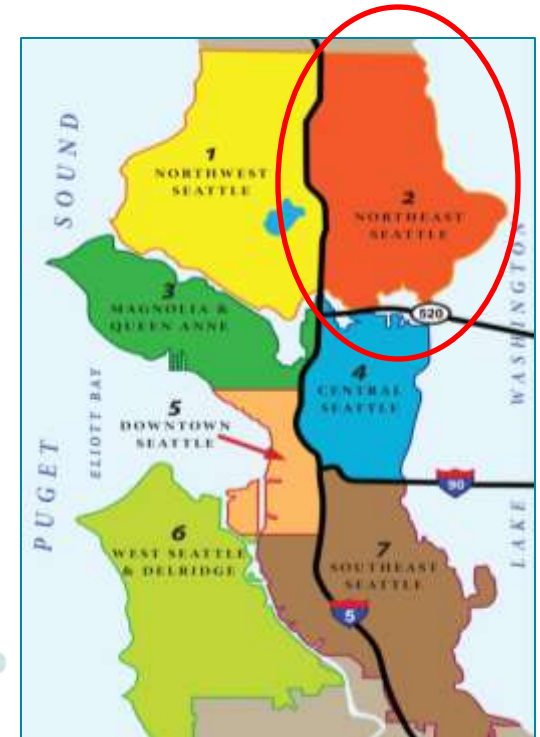 PUGET
SOUND
1
NORTHWEST
SEATTLE
2
NORTHEAST
SEATTLE
3
MAGNOLIA &
QUEEN ANNE
520
4
CENTRAL
SEATTLE
5
DOWNTOWN
SEATTLE
ELIOTT BAY
LAKE
WASHINGTON
90
6
WEST SEATTLE
& DELRIDGE
7
SOUTHEAST
SEATTLE
5